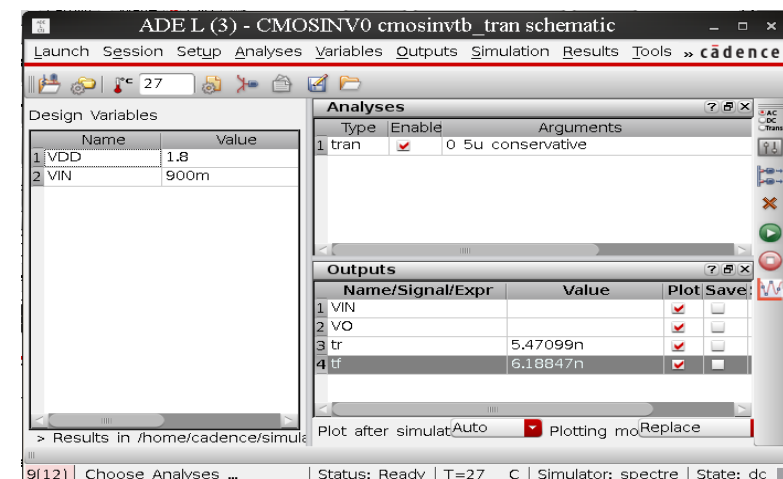 ADE L (3) - CMOSINV0 cmosinvtb_tran schematic
Launch Session Setup Analyses Variables Outputs Simulation Results Tools » cādence
27
Design Variables
Name Value
1 VDD 1.8
2 VIN 900m
Analyses
Type Enable Arguments
1 tran 0 5u conservative
AC
DC
Trans
Outputs
Name/Signal/Expr Value Plot Save
1 VIN
2 VO
3 tr 5.47099n
4 tf 6.18847n
> Results in /home/cadence/simula
Plot after simulat Auto Plotting mo Replace
9(12) Choose Analyses ... Status: Ready T=27 C Simulator: spectre State: dc